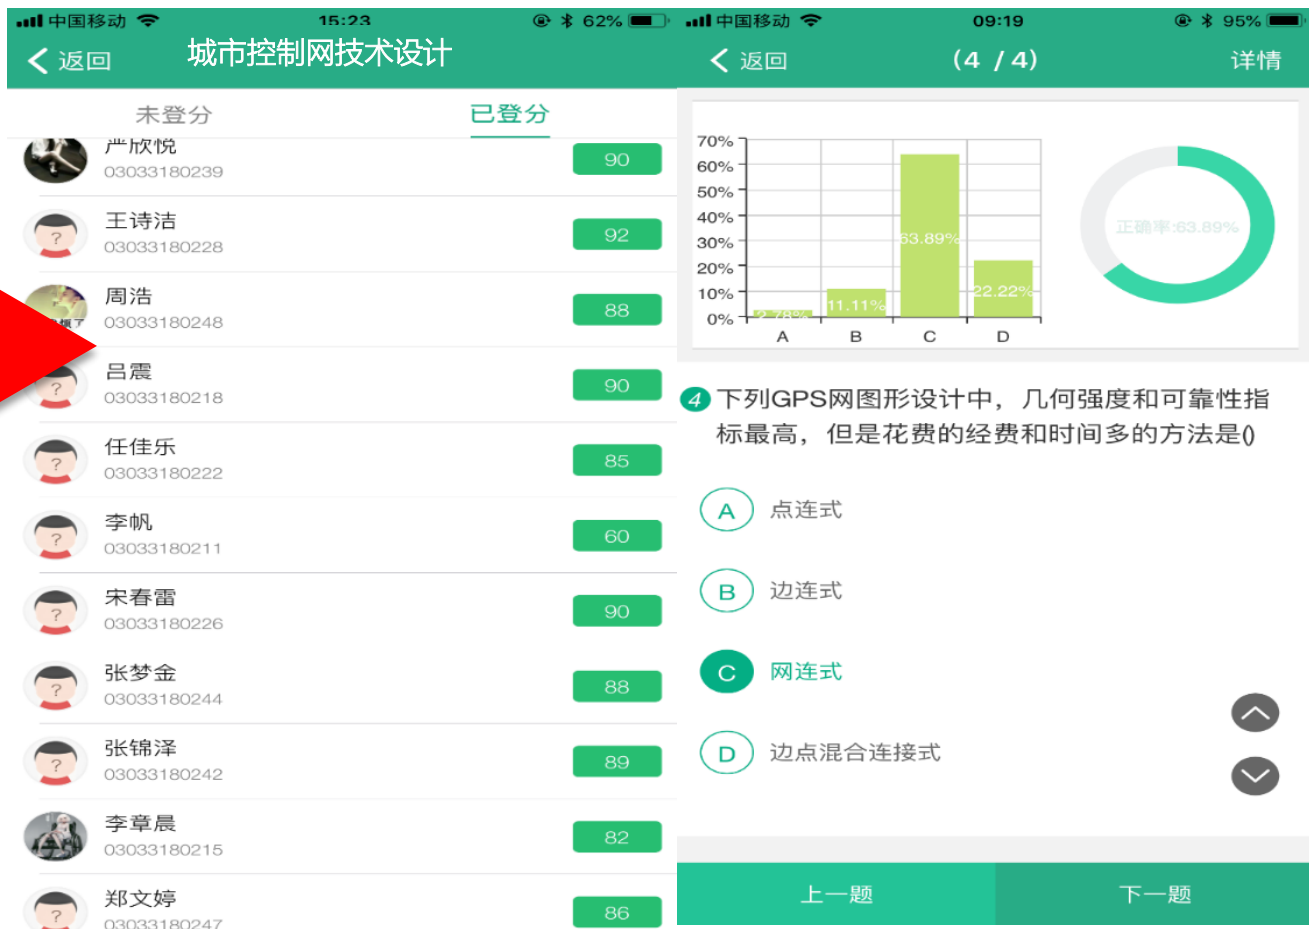 中国移动
15:23
62%
返回
城市控制网技术设计
未登分
已登分
严欣悦
03033180239
90
王诗洁
03033180228
92
周浩
03033180248
88
吕震
03033180218
90
任佳乐
03033180222
85
李帆
03033180211
60
宋春雷
03033180226
90
张梦金
03033180244
88
张锦泽
03033180242
89
李章晨
03033180215
82
郑文婷
03033180247
86
中国移动
09:19
95%
返回
(4 / 4)
详情
70%
60%
50%
40%
30%
20%
10%
0%
2.78%
11.11%
63.89%
22.22%
A
B
C
D
正确率:63.89%
4 下列GPS网图形设计中，几何强度和可靠性指
标最高，但是花费的经费和时间多的方法是()
A 点连式
B 边连式
C 网连式
D 边点混合连接式
上一题
下一题